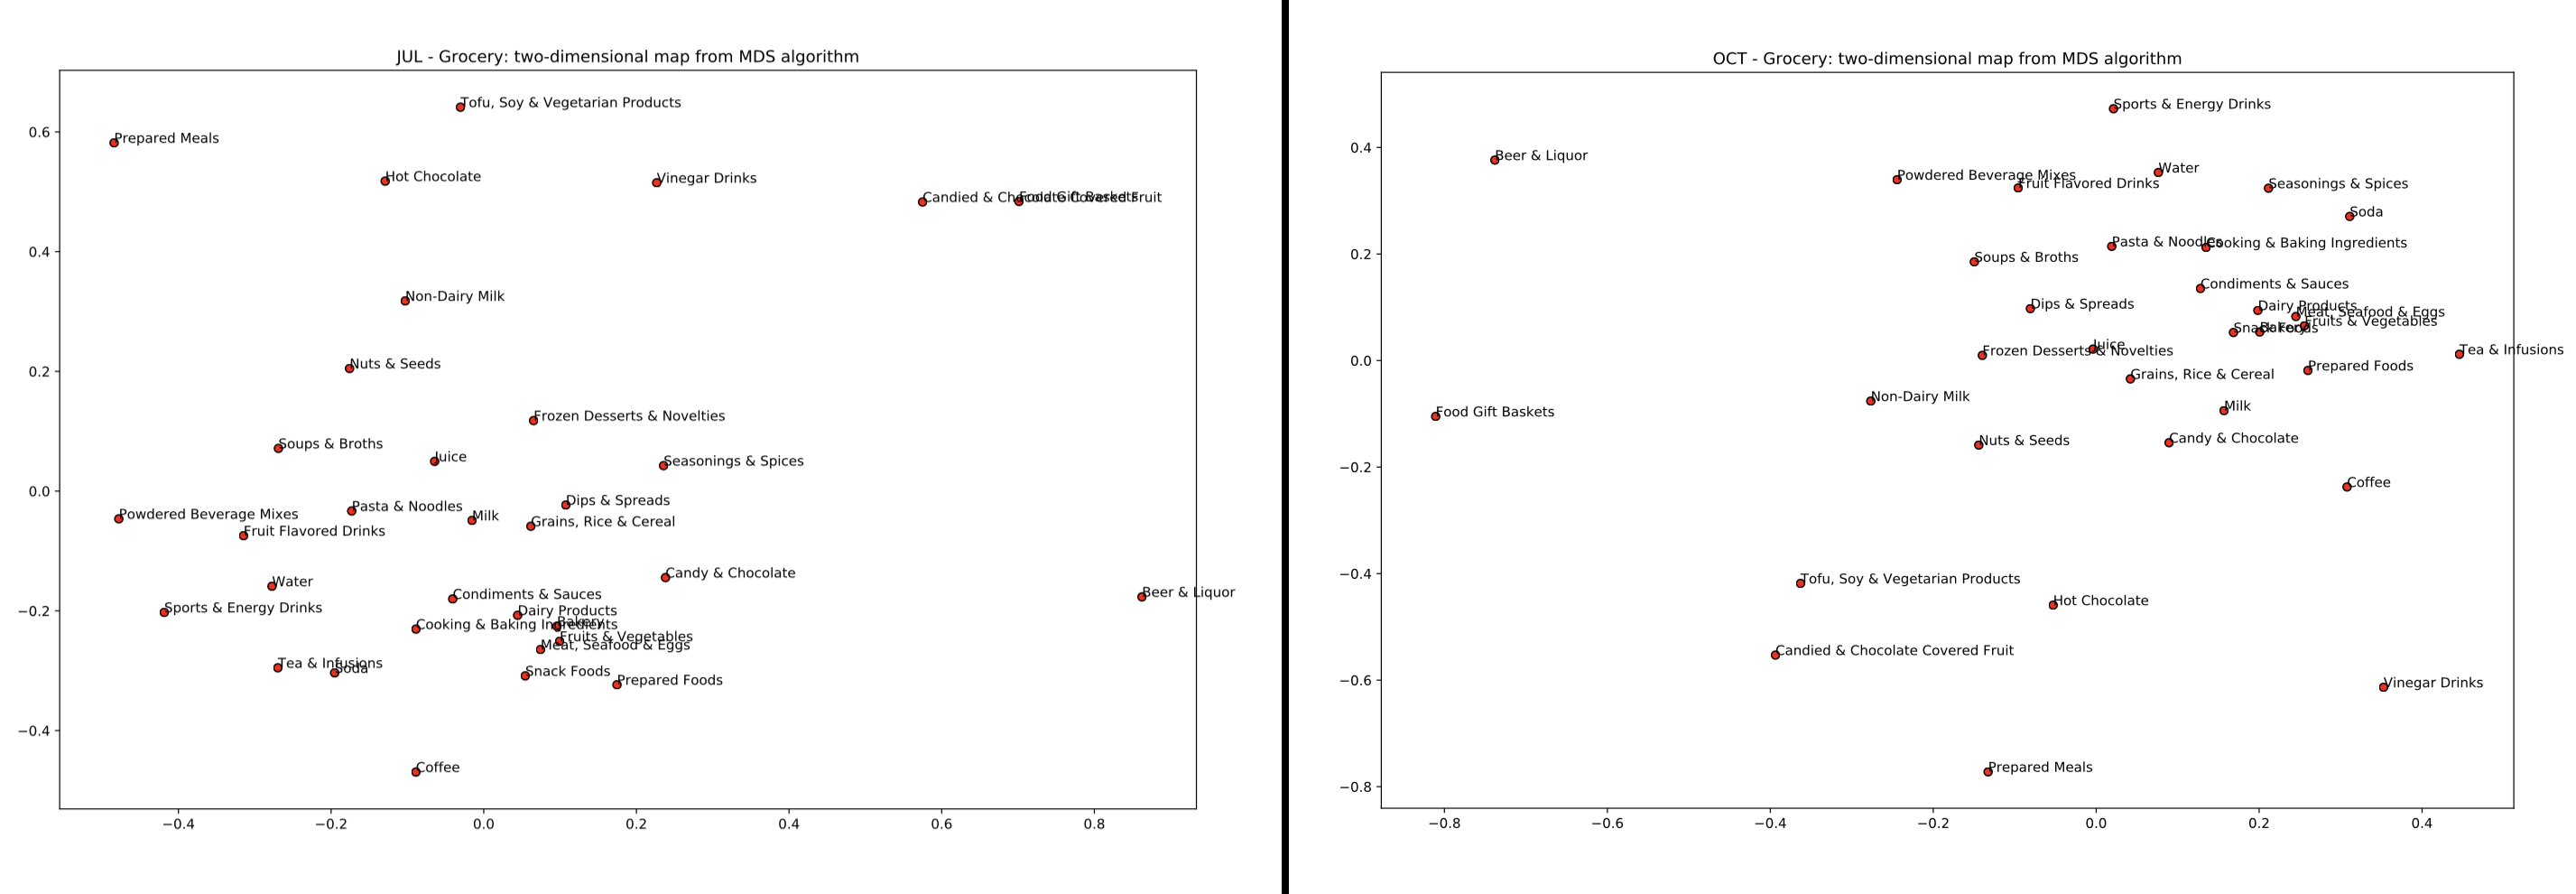 JUL - Grocery: two-dimensional map from MDS algorithm
Tofu, Soy & Vegetarian Products
0.6
Prepared Meals
Hot Chocolate
Vinegar Drinks
Candied & Chocolate Covered Fruit
Food Gift Baskets
0.4
Non-Dairy Milk
0.2
Nuts & Seeds
Frozen Desserts & Novelties
Soups & Broths
Juice
Seasonings & Spices
0.0
Dips & Spreads
Pasta & Noodles
Powdered Beverage Mixes
Milk
Grains, Rice & Cereal
Fruit Flavored Drinks
Candy & Chocolate
Water
Condiments & Sauces
Beer & Liquor
−0.2
Sports & Energy Drinks
Dairy Products
Bakery
Cooking & Baking Ingredients
Fruits & Vegetables
Meat, Seafood & Eggs
Tea & Infusions
Soda
Snack Foods
Prepared Foods
−0.4
Coffee
−0.4
−0.2
0.0
0.2
0.4
0.6
0.8
OCT - Grocery: two-dimensional map from MDS algorithm
Sports & Energy Drinks
0.4
Beer & Liquor
Water
Powdered Beverage Mixes
Fruit Flavored Drinks
Seasonings & Spices
Soda
Pasta & Noodles
Cooking & Baking Ingredients
0.2
Soups & Broths
Condiments & Sauces
Dips & Spreads
Dairy Products
Meat, Seafood & Eggs
Fruits & Vegetables
Snack Foods
Bakery
Juice
Frozen Desserts & Novelties
Tea & Infusions
0.0
Prepared Foods
Grains, Rice & Cereal
Non-Dairy Milk
Milk
Food Gift Baskets
Nuts & Seeds
Candy & Chocolate
−0.2
Coffee
−0.4
Tofu, Soy & Vegetarian Products
Hot Chocolate
Candied & Chocolate Covered Fruit
−0.6
Vinegar Drinks
Prepared Meals
−0.8
−0.8
−0.6
−0.4
−0.2
0.0
0.2
0.4